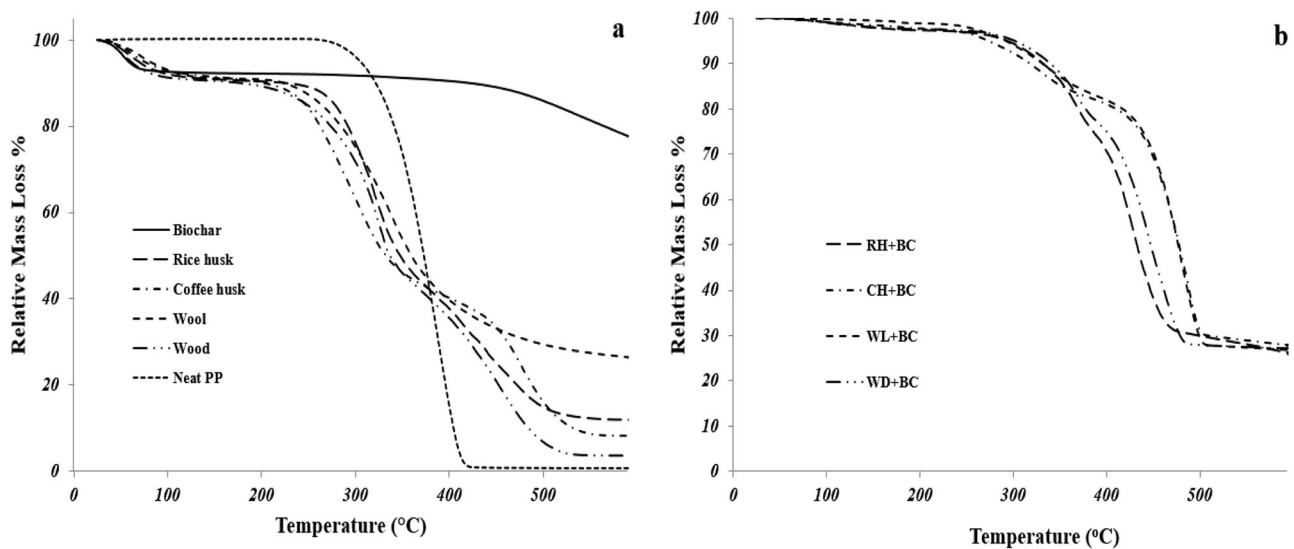 a
Relative Mass Loss %
100
80
60
40
20
0
Biochar
Rice husk
Coffee husk
Wool
Wood
Neat PP
0 100 200 300 400 500
Temperature (°C)
b
Relative Mass Loss %
100
90
80
70
60
50
40
30
20
10
0
RH+BC
CH+BC
WL+BC
WD+BC
0 100 200 300 400 500
Temperature (°C)